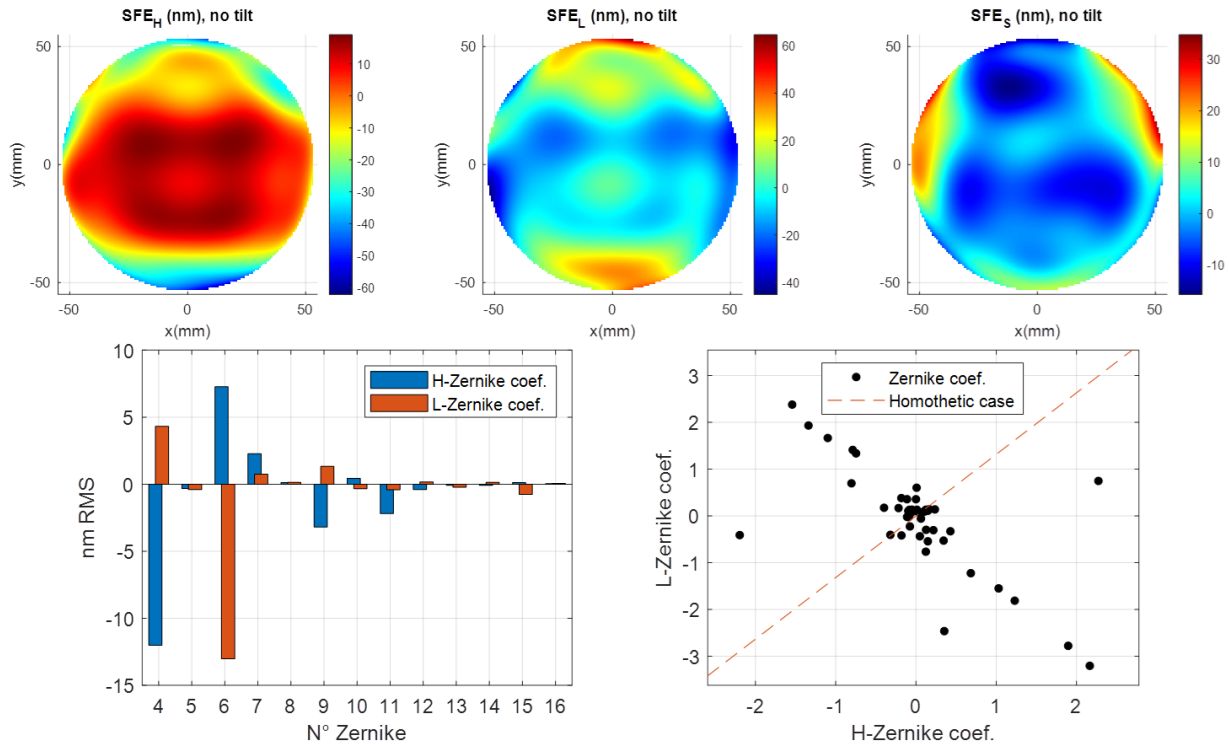 SFE_H (nm), no tilt
50
0
-50
y(mm)
-50
0
50
x(mm)
10
0
-10
-20
-30
-40
-50
-60
SFE_L (nm), no tilt
50
0
-50
y(mm)
-50
0
50
x(mm)
60
40
20
0
-20
-40
SFE_S (nm), no tilt
50
0
-50
y(mm)
-50
0
50
x(mm)
30
20
10
0
-10
10
5
0
-5
-10
-15
nm RMS
H-Zernike coef.
L-Zernike coef.
4 5 6 7 8 9 10 11 12 13 14 15 16
N° Zernike
3
2
1
0
-1
-2
-3
L-Zernike coef.
Zernike coef.
Homothetic case
-2 -1 0 1 2
H-Zernike coef.